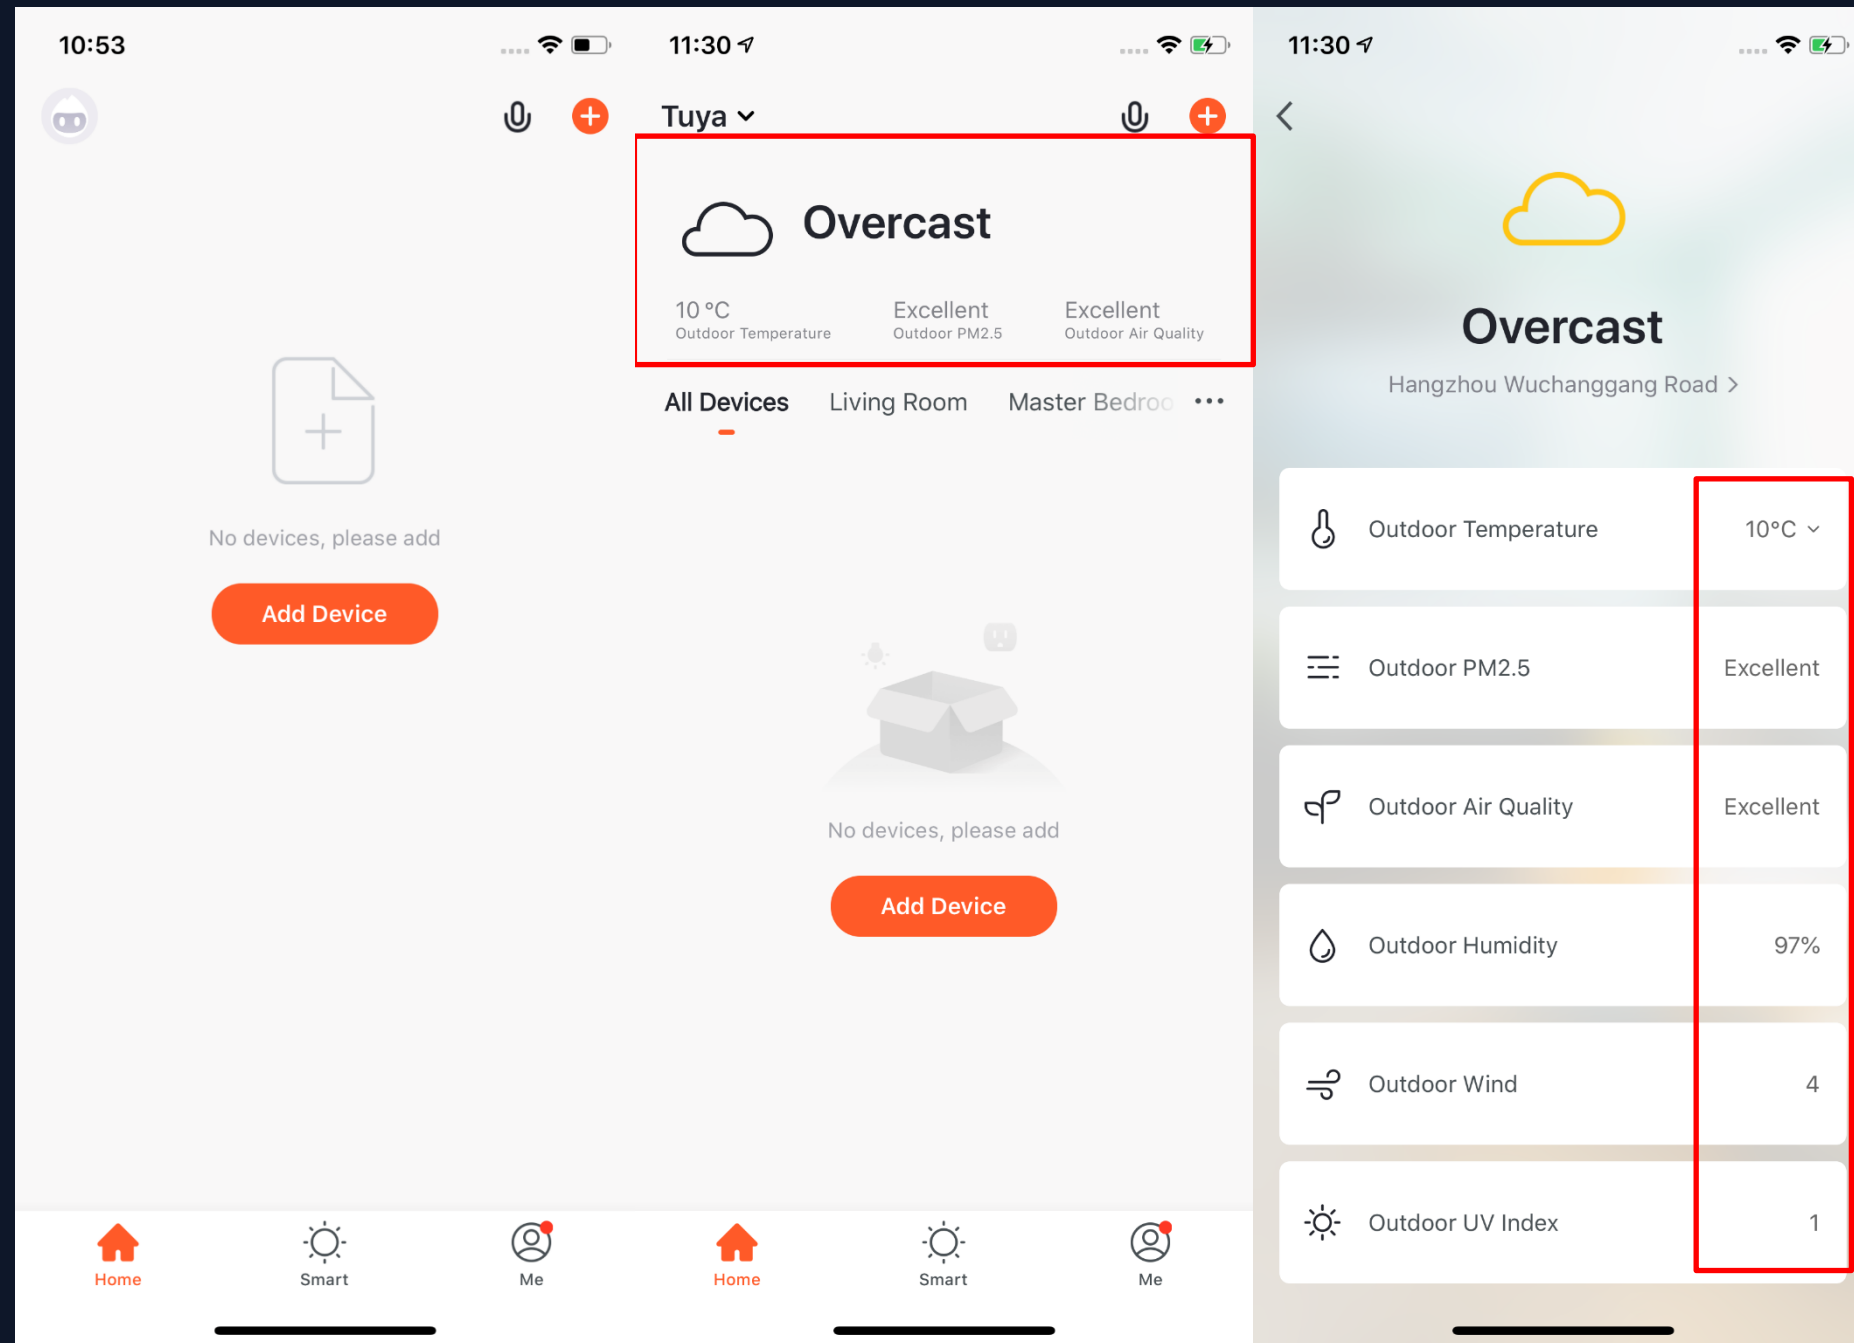 10:53
No devices, please add
Add Device
Home Smart Me
11:30
Tuya
Overcast
10 °C Excellent Excellent
Outdoor Temperature Outdoor PM2.5 Outdoor Air Quality
All Devices Living Room Master Bedroo
No devices, please add
Add Device
Home Smart Me
11:30
Overcast
Hangzhou Wuchanggang Road
Outdoor Temperature 10°C
Outdoor PM2.5 Excellent
Outdoor Air Quality Excellent
Outdoor Humidity 97%
Outdoor Wind 4
Outdoor UV Index 1